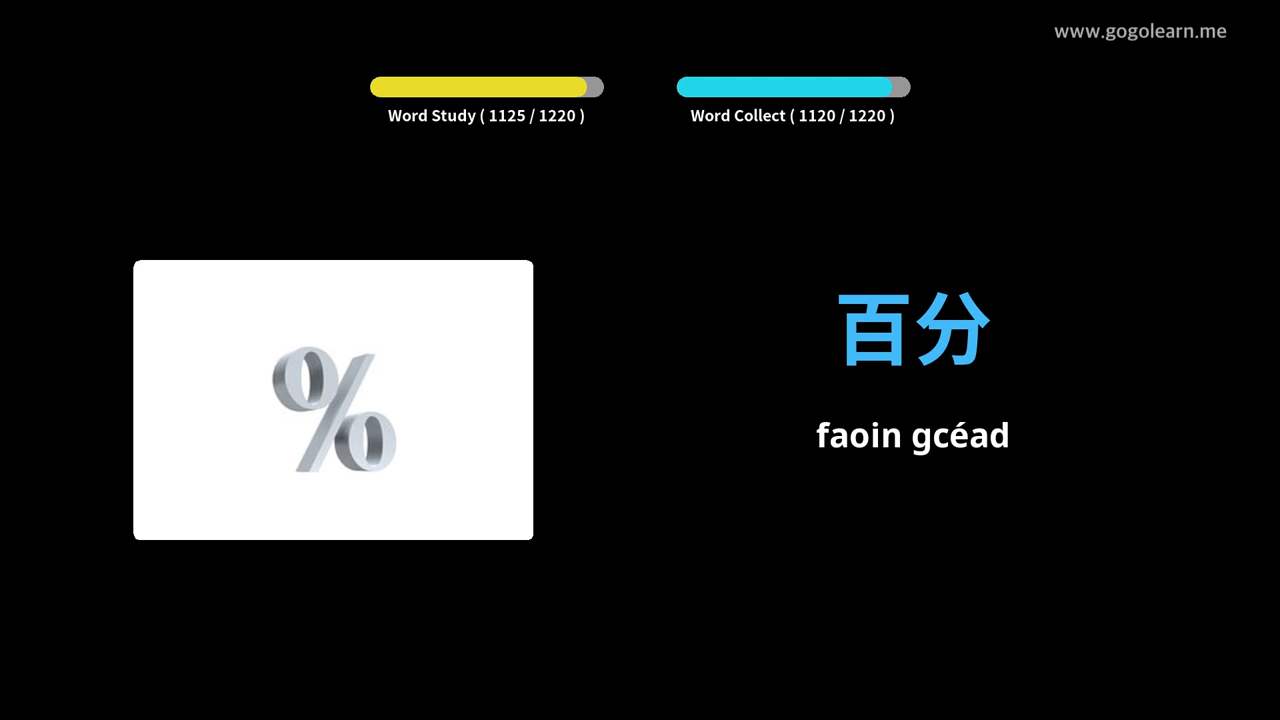 www.gogolearn.me
Word Study ( 1125 / 1220 )
Word Collect ( 1120 / 1220 )
%
百分
faoin gcéad